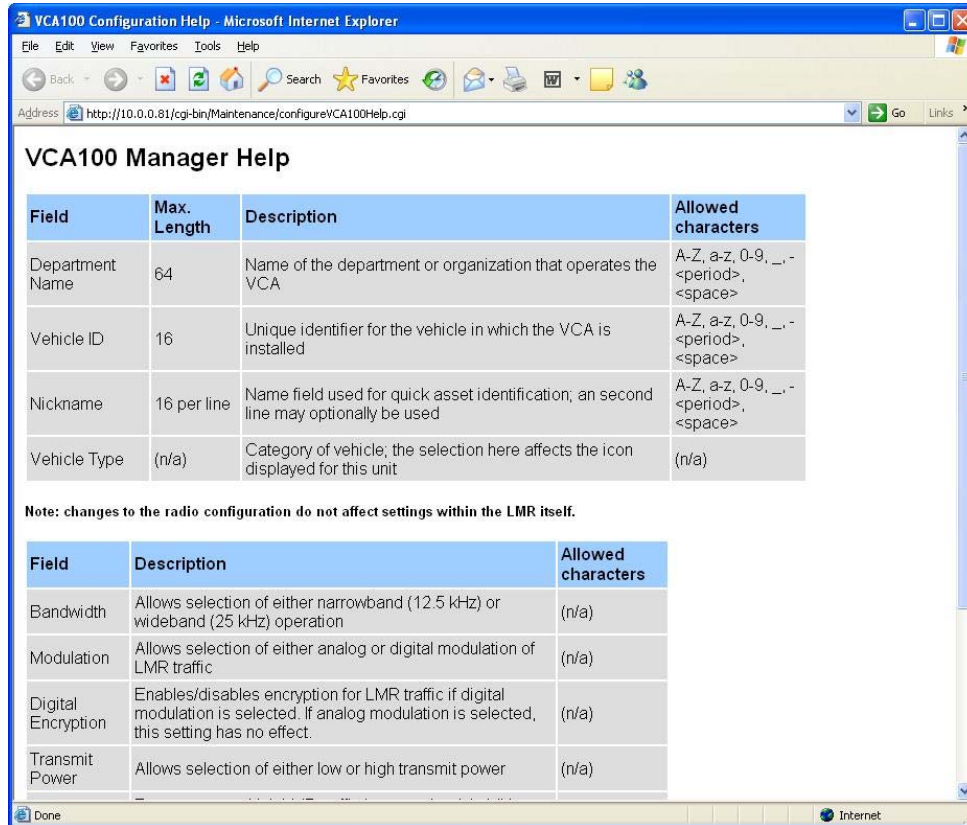 VCA100 Configuration Help - Microsoft Internet Explorer
File Edit View Favorites Tools Help
Back Search Favorites
Address http://10.0.0.81/cgi-bin/Maintenance/configureVCA100Help.cgi Go Links
VCA100 Manager Help
Field Max. Length Description Allowed characters
Department Name 64 Name of the department or organization that operates the VCA A-Z, a-z, 0-9, _, - <period>, <space>
Vehicle ID 16 Unique identifier for the vehicle in which the VCA is installed A-Z, a-z, 0-9, _, - <period>, <space>
Nickname 16 per line Name field used for quick asset identification; an second line may optionally be used A-Z, a-z, 0-9, _, - <period>, <space>
Vehicle Type (n/a) Category of vehicle; the selection here affects the icon displayed for this unit (n/a)
Note: changes to the radio configuration do not affect settings within the LMR itself.
Field Description Allowed characters
Bandwidth Allows selection of either narrowband (12.5 kHz) or wideband (25 kHz) operation (n/a)
Modulation Allows selection of either analog or digital modulation of LMR traffic (n/a)
Digital Encryption Enables/disables encryption for LMR traffic if digital modulation is selected. If analog modulation is selected, this setting has no effect. (n/a)
Transmit Power Allows selection of either low or high transmit power (n/a)
Done Internet